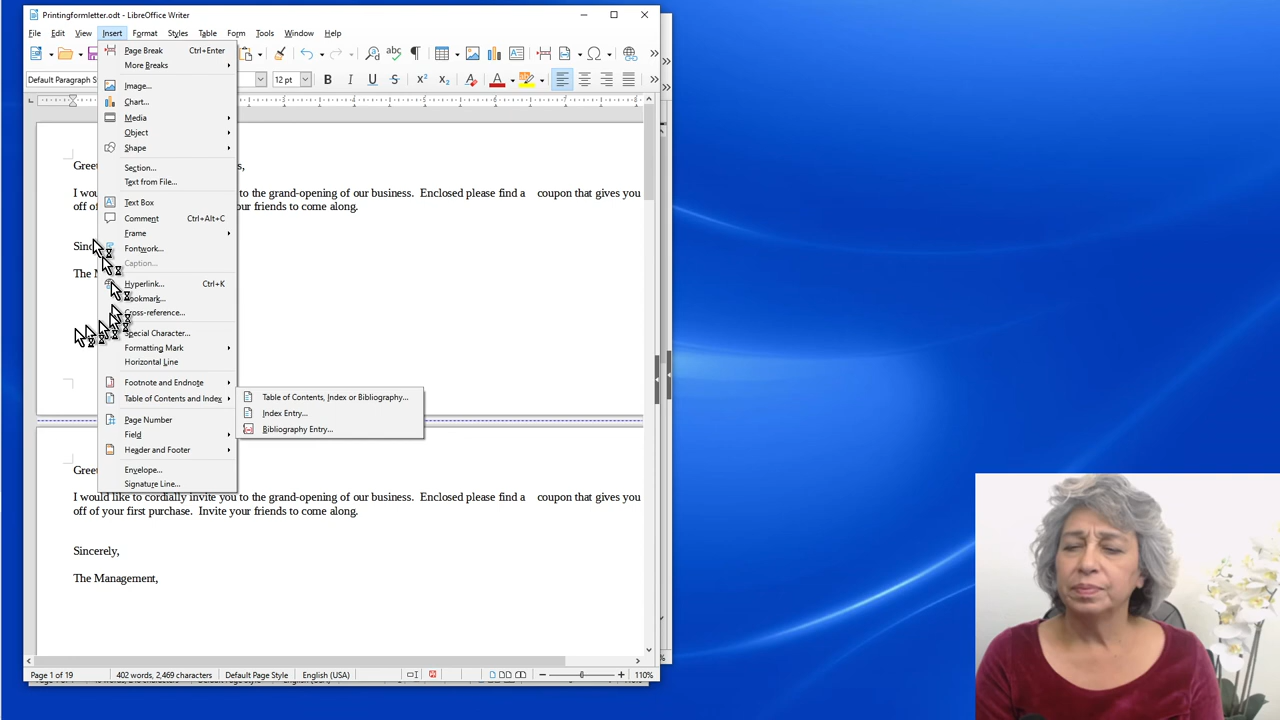 Printingformletter.odt - LibreOffice Writer
File Edit View Insert Format Styles Table Form Tools Window Help
Default Paragraph S 12 pt
Page Break Ctrl+Enter
More Breaks
Image...
Chart...
Media
Object
Shape
Section...
Text from File...
Text Box
Comment Ctrl+Alt+C
Frame
Fontwork...
Caption...
Hyperlink... Ctrl+K
ookmark...
Cross-reference...
Special Character...
Formatting Mark
Horizontal Line
Footnote and Endnote
Table of Contents and Index
Page Number
Field
Header and Footer
Envelope...
Signature Line...
Table of Contents, Index or Bibliography...
Index Entry...
Bibliography Entry...
Greet s,
I wou to the grand-opening of our business. Enclosed please find a coupon that gives you
off of our friends to come along.
Sinc
The M
Greet
I would like to cordially invite you to the grand-opening of our business. Enclosed please find a coupon that gives you
off of your first purchase. Invite your friends to come along.
Sincerely,
The Management,
Page 1 of 19 402 words, 2,469 characters Default Page Style English (USA) 110%